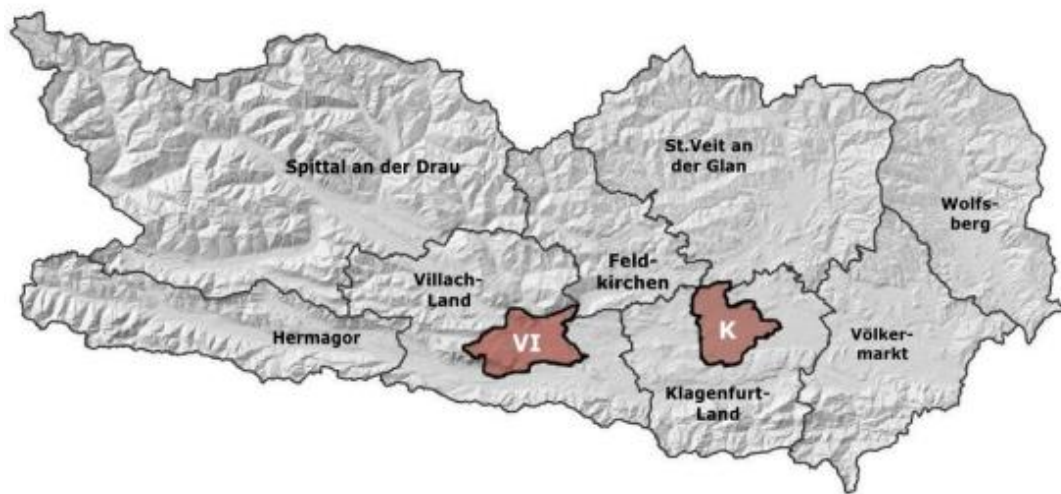 Spittal an der Drau
St.Veit an
der Glan
Wolfs-
berg
Feld-
kirchen
Villach-
Land
Hermagor
VI
K
Völker-
markt
Klagenfurt-
Land